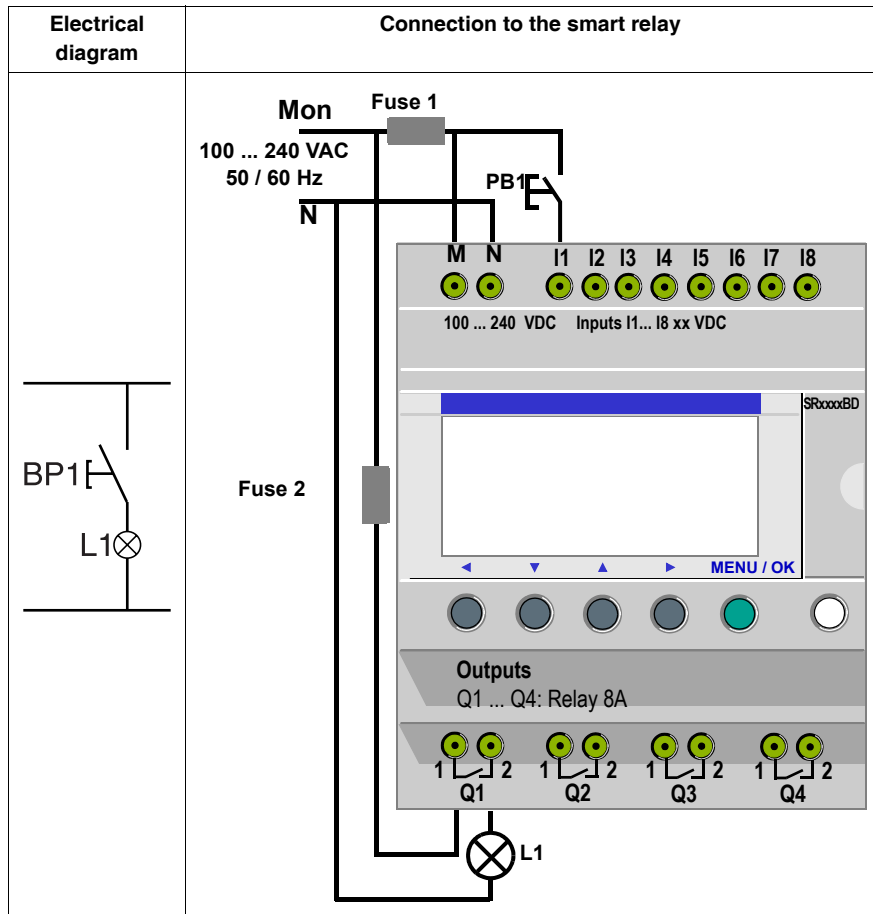 Electrical
diagram
Connection to the smart relay
Mon
Fuse 1
100 ... 240 VAC
50 / 60 Hz
PB1
N
M N I1 I2 I3 I4 I5 I6 I7 I8
100 ... 240 VDC Inputs I1... I8 xx VDC
SRxxxxBD
BP1
L1
Fuse 2
MENU / OK
Outputs
Q1 ... Q4: Relay 8A
1 2 1 2 1 2 1 2
Q1 Q2 Q3 Q4
L1